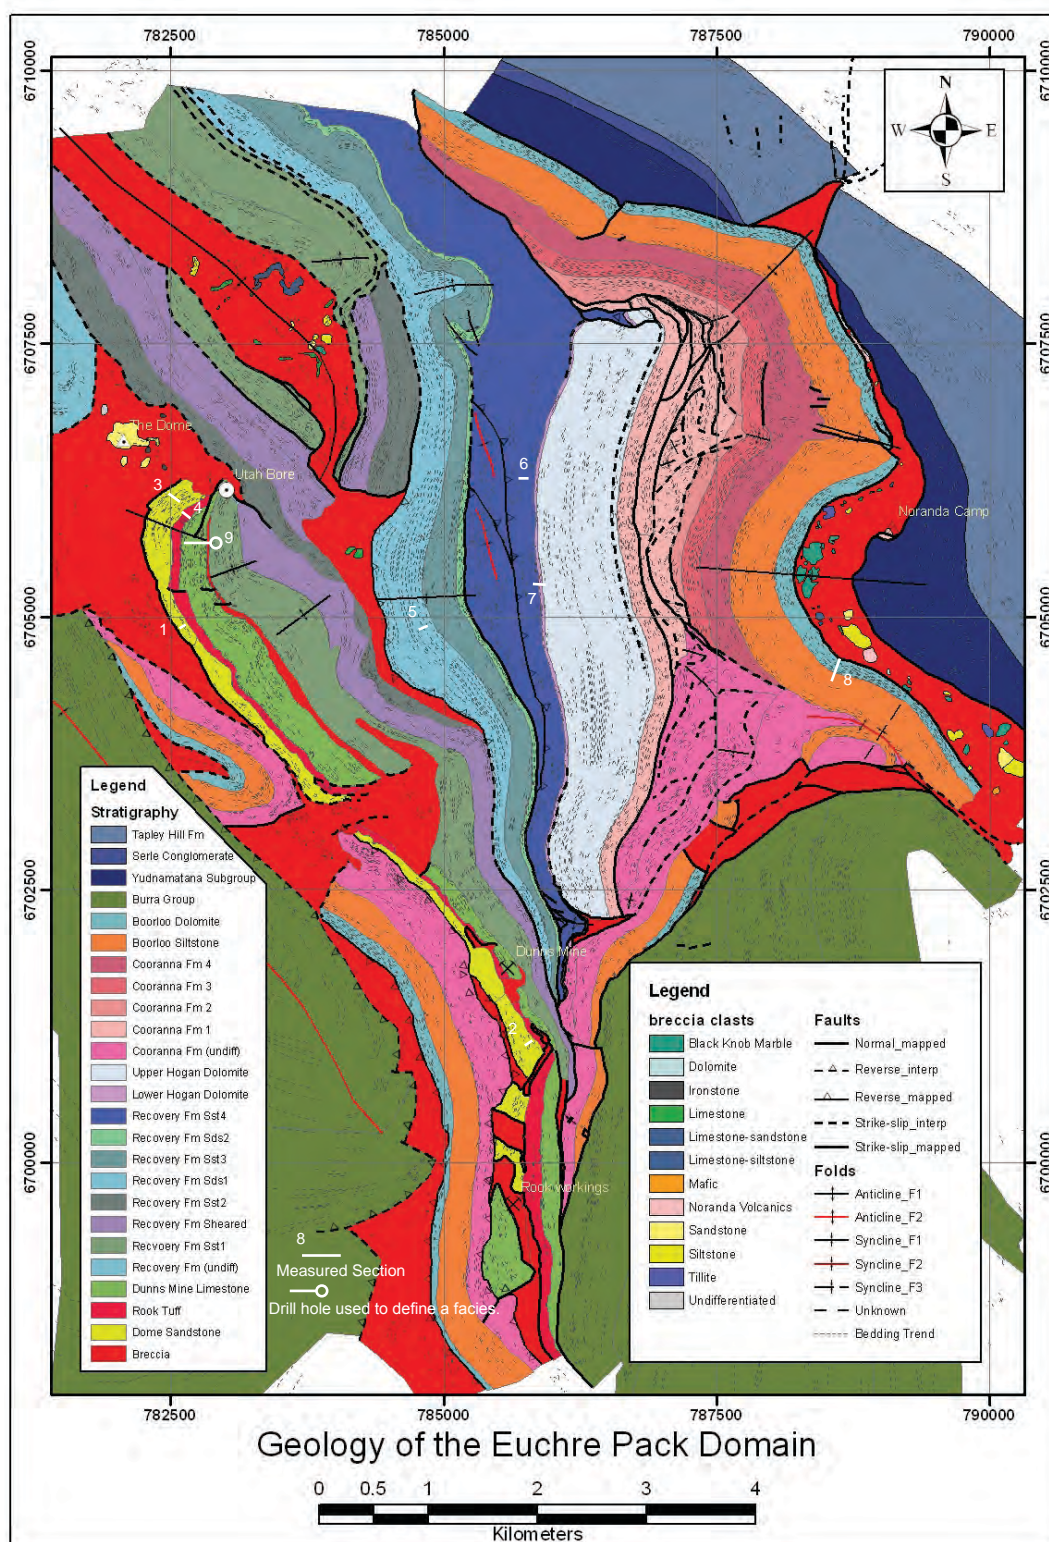 782500 785000 787500 790000
6710000 6710000
N
W E
S
6707500 6707500
The Dome
Utah Bore
3
4
9
6
Noranda Camp
7
1
5
8
6705000 6705000
Legend
Stratigraphy
Tapley Hill Fm
Serle Conglomerate
Yudnamatana Subgroup
Burra Group
Boorloo Dolomite
Boorloo Siltstone
Cooranna Fm 4
Cooranna Fm 3
Cooranna Fm 2
Cooranna Fm 1
Cooranna Fm (undiff)
Upper Hogan Dolomite
Lower Hogan Dolomite
Recovery Fm Sst4
Recovery Fm Sds2
Recovery Fm Sst3
Recovery Fm Sds1
Recovery Fm Sst2
Recovery Fm Sheared
Recvoery Fm Sst1
Recovery Fm (undiff)
Dunns Mine Limestone
Rook Tuff
Dome Sandstone
Breccia
6702500 6702500
Dunns Mine
2
6700000 6700000
Rook workings
8
Measured Section
Drill hole used to define a facies.
Legend
breccia clasts
Black Knob Marble
Dolomite
Ironstone
Limestone
Limestone-sandstone
Limestone-siltstone
Mafic
Noranda Volcanics
Sandstone
Siltstone
Tillite
Undifferentiated
Faults
Normal_mapped
Reverse_interp
Reverse_mapped
Strike-slip_interp
Strike-slip_mapped
Folds
Anticline_F1
Anticline_F2
Syncline_F1
Syncline_F2
Syncline_F3
Unknown
Bedding Trend
782500 785000 787500 790000
Geology of the Euchre Pack Domain
0 0.5 1 2 3 4
Kilometers